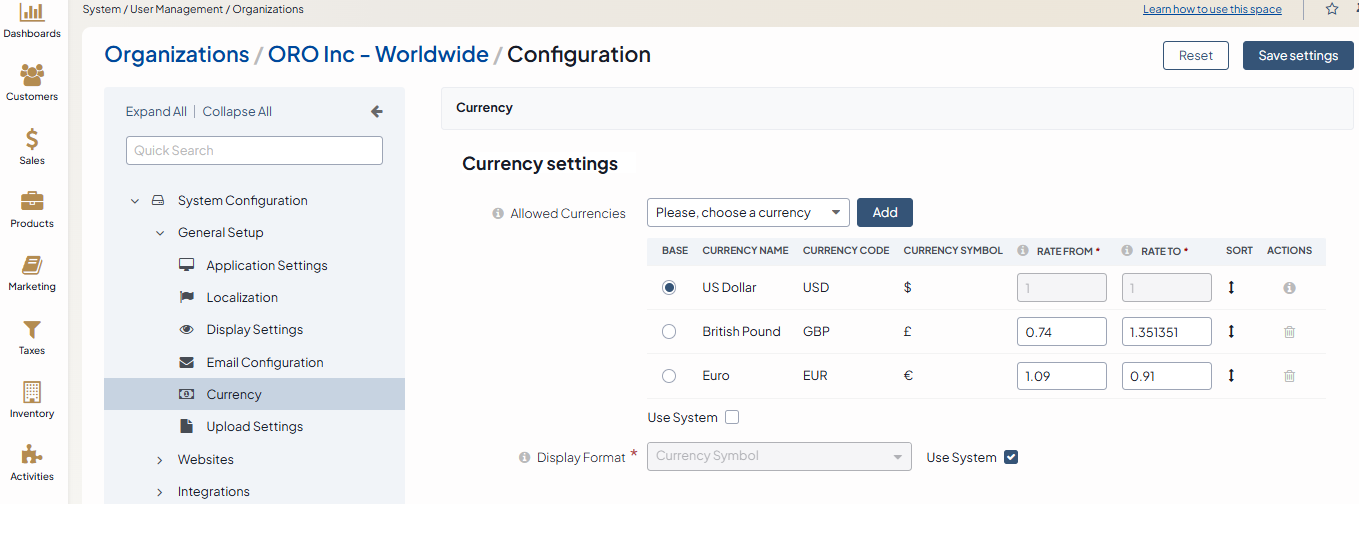 System / User Management / Organizations
Learn how to use this space
Dashboards
Customers
Sales
Products
Marketing
Taxes
Inventory
Activities
Organizations / ORO Inc - Worldwide / Configuration
Reset
Save settings
Expand All | Collapse All
Quick Search
System Configuration
General Setup
Application Settings
Localization
Display Settings
Email Configuration
Currency
Upload Settings
Websites
Integrations
Currency
Currency settings
Allowed Currencies
Please, choose a currency
Add
BASE CURRENCY NAME CURRENCY CODE CURRENCY SYMBOL RATE FROM * RATE TO * SORT ACTIONS
US Dollar USD $ 1 1
British Pound GBP £ 0.74 1.351351
Euro EUR € 1.09 0.91
Use System
Display Format * Currency Symbol Use System